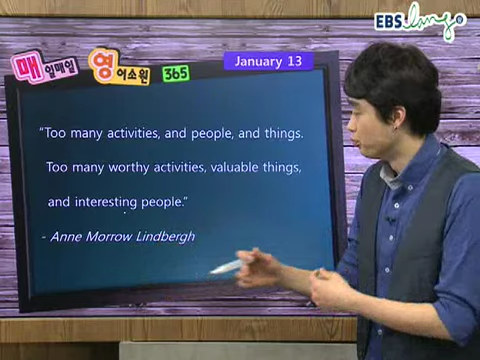 EBS lang
매일매일
영어소원
365
January 13
"Too many activities, and people, and things.
Too many worthy activities, valuable things,
and interesting people."
- Anne Morrow Lindbergh